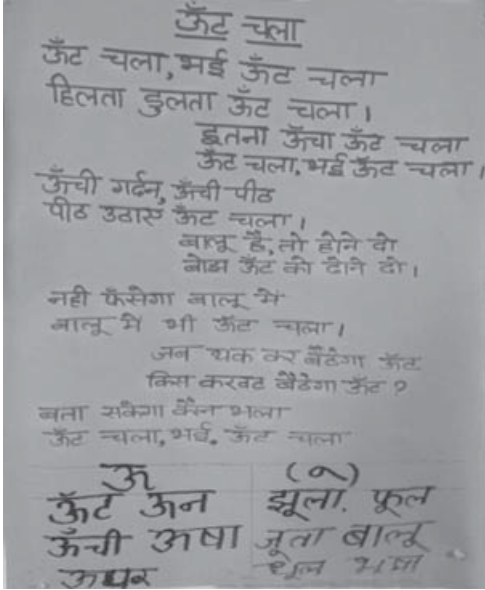 ऊँट चला
ऊँट चला, भई ऊँट चला
हिलता डुलता ऊँट चला।
इतना ऊँचा ऊँट चला
ऊँट चला, भई ऊँट चला।
ऊँची गर्दन, ऊँची पीठ
पीठ उठाए ऊँट चला।
बालू है, तो होने दो
बोझ ऊँट को ढोने दो।
नही फँसेगा बालू में
बालू में भी ऊँट चला।
जब थक कर बैठेगा ऊँट
किस करवट बैठेगा ऊँट ?
बता सकेगा कौन भला
ऊँट चला, भई, ऊँट चला
ऊ ( ू)
ऊँट ऊन झूला. फूल
ऊँची ऊषा जूता बालू
ऊपर